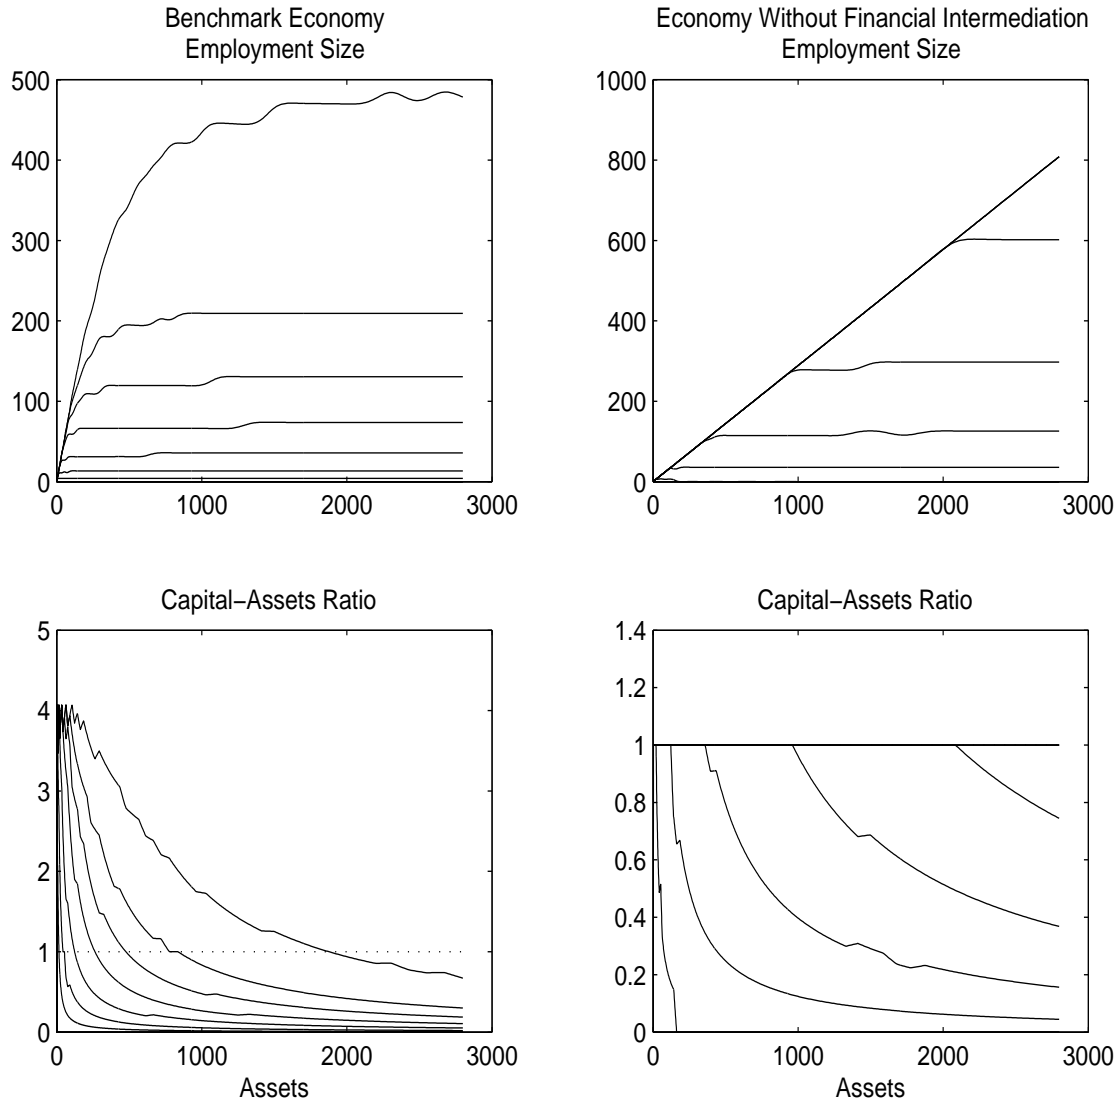 Benchmark Economy
Employment Size
500
400
300
200
100
0
0 1000 2000 3000
Economy Without Financial Intermediation
Employment Size
1000
800
600
400
200
0
0 1000 2000 3000
Capital–Assets Ratio
5
4
3
2
1
0
0 1000 2000 3000
Assets
Capital–Assets Ratio
1.4
1.2
1
0.8
0.6
0.4
0.2
0
0 1000 2000 3000
Assets